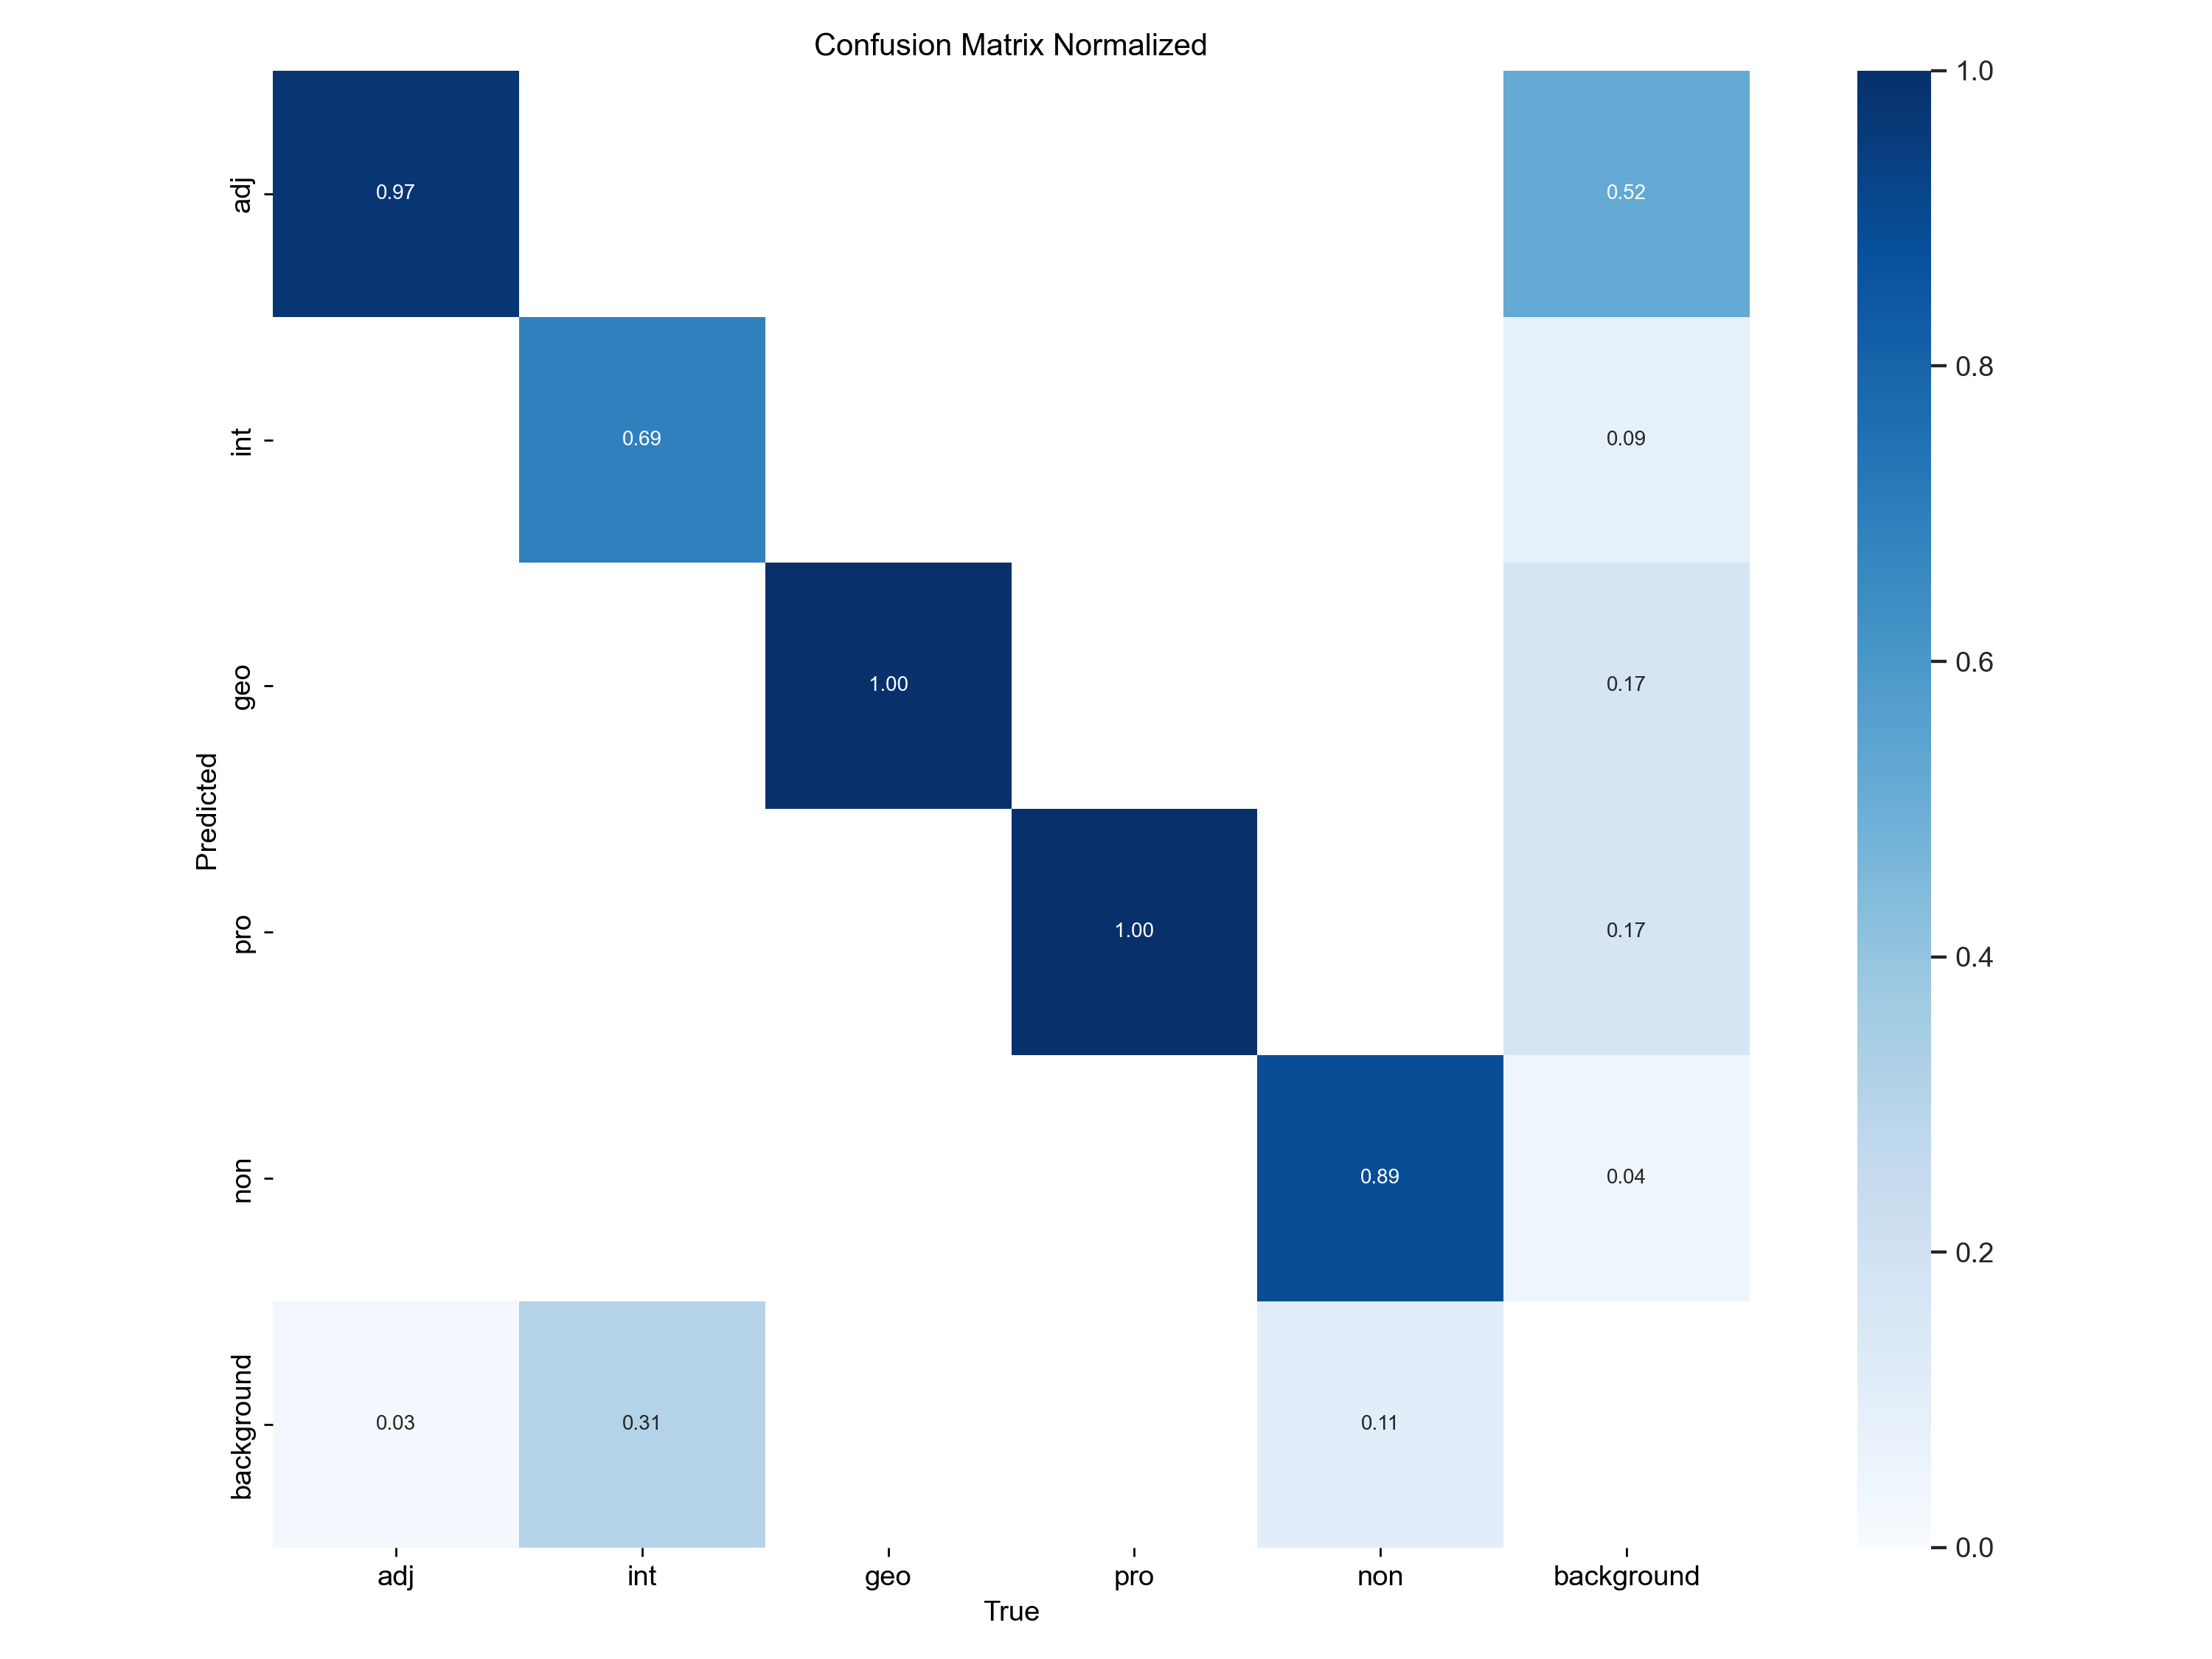 Confusion Matrix Normalized
adj 0.97 0.52
int 0.69 0.09
geo 1.00 0.17
pro 1.00 0.17
non 0.89 0.04
background 0.03 0.31 0.11
Predicted
adj int geo pro non background
True
1.0
0.8
0.6
0.4
0.2
0.0